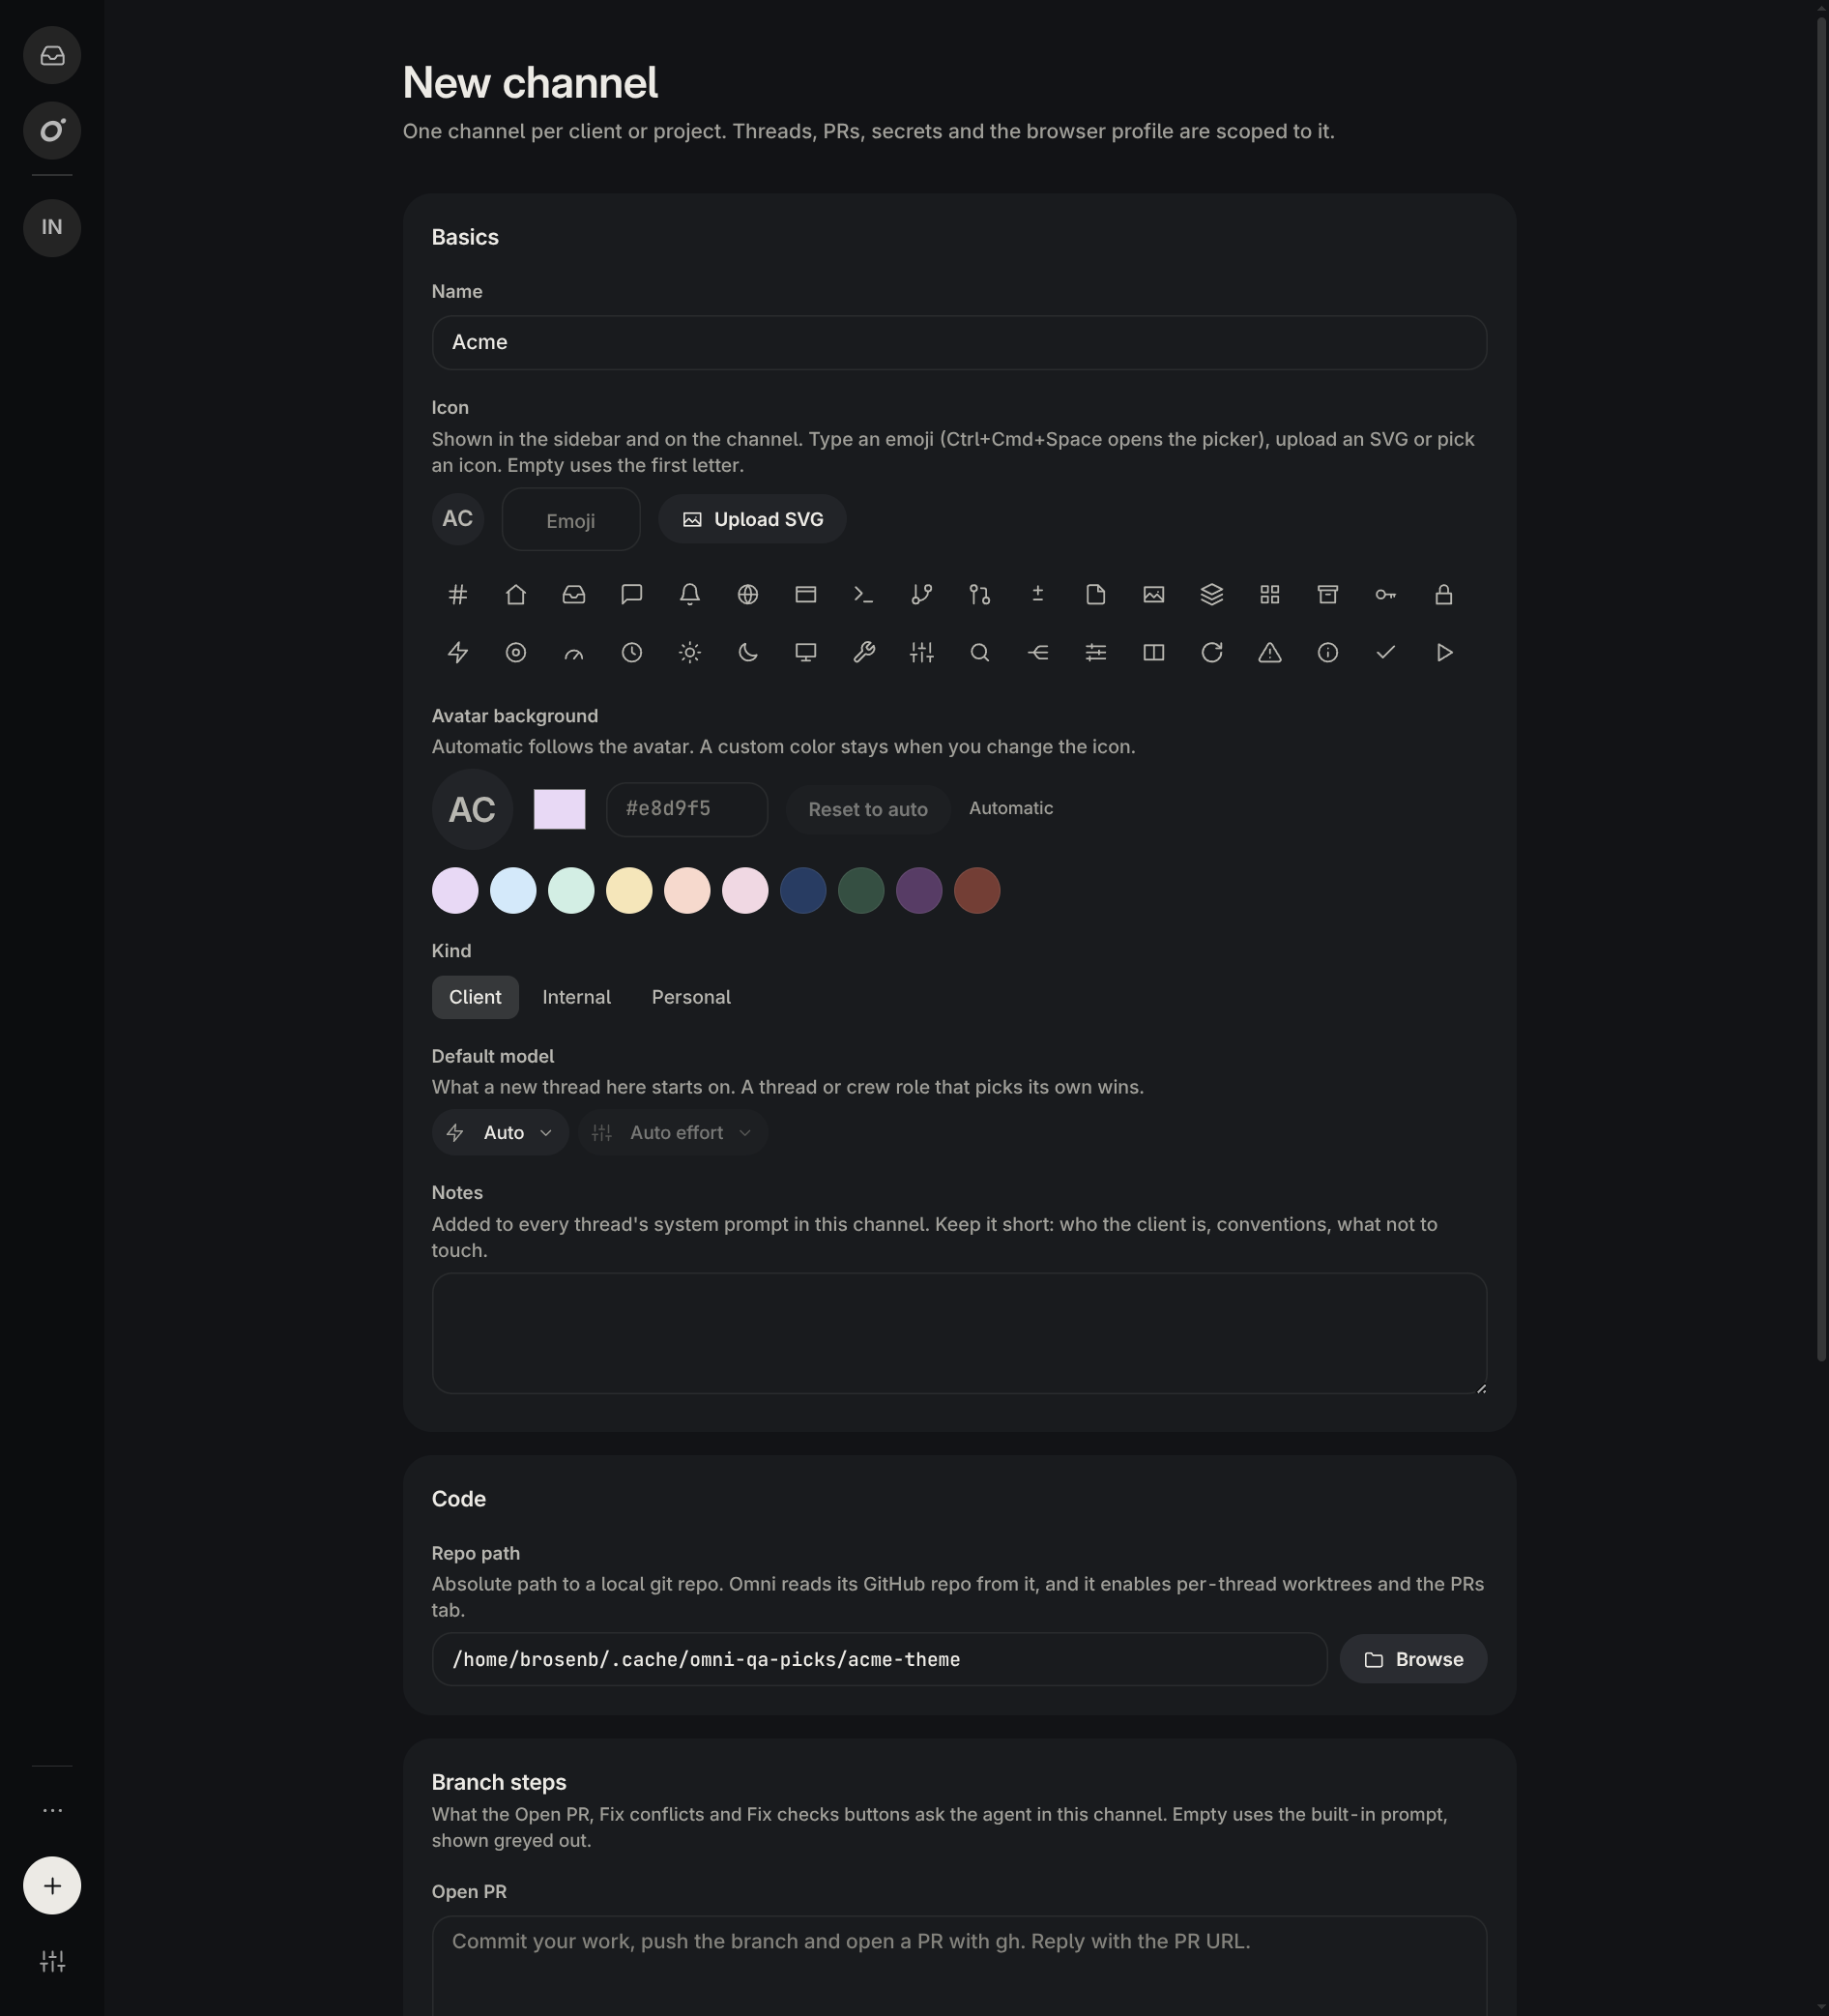 IN
New channel
One channel per client or project. Threads, PRs, secrets and the browser profile are scoped to it.
Basics
Name
Acme
Icon
Shown in the sidebar and on the channel. Type an emoji (Ctrl+Cmd+Space opens the picker), upload an SVG or pick
an icon. Empty uses the first letter.
AC
Emoji
Upload SVG
Avatar background
Automatic follows the avatar. A custom color stays when you change the icon.
AC
#e8d9f5
Reset to auto
Automatic
Kind
Client
Internal
Personal
Default model
What a new thread here starts on. A thread or crew role that picks its own wins.
Auto
Auto effort
Notes
Added to every thread's system prompt in this channel. Keep it short: who the client is, conventions, what not to
touch.
Code
Repo path
Absolute path to a local git repo. Omni reads its GitHub repo from it, and it enables per-thread worktrees and the PRs
tab.
/home/brosenb/.cache/omni-qa-picks/acme-theme
Browse
Branch steps
What the Open PR, Fix conflicts and Fix checks buttons ask the agent in this channel. Empty uses the built-in prompt,
shown greyed out.
Open PR
Commit your work, push the branch and open a PR with gh. Reply with the PR URL.